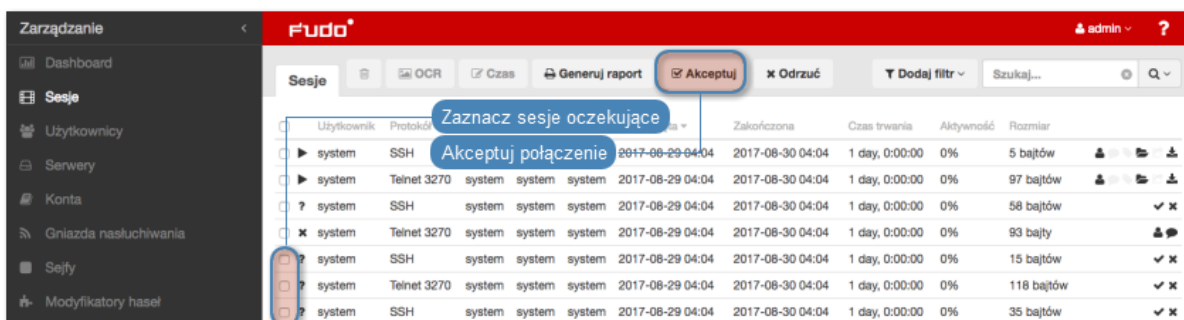 Zarządzanie
Fudo
admin
?
Dashboard
Sesje
Użytkownicy
Serwery
Konta
Gniazda nasłuchiwania
Sejfy
Modyfikatory haseł
Sesje OCR Czas Generuj raport Akceptuj Odrzuć Dodaj filtr Szukaj...
Zaznacz sesje oczekujące
Akceptuj połączenie
Użytkownik Protokół Zakończona Czas trwania Aktywność Rozmiar
system SSH 2017-08-29 04:04 2017-08-30 04:04 1 day, 0:00:00 0% 5 bajtów
system Telnet 3270 system system system 2017-08-29 04:04 2017-08-30 04:04 1 day, 0:00:00 0% 97 bajtów
? system SSH system system system 2017-08-29 04:04 2017-08-30 04:04 1 day, 0:00:00 0% 58 bajtów
system Telnet 3270 system system system 2017-08-29 04:04 2017-08-30 04:04 1 day, 0:00:00 0% 93 bajty
? system SSH system system system 2017-08-29 04:04 2017-08-30 04:04 1 day, 0:00:00 0% 15 bajtów
? system Telnet 3270 system system system 2017-08-29 04:04 2017-08-30 04:04 1 day, 0:00:00 0% 118 bajtów
? system SSH system system system 2017-08-29 04:04 2017-08-30 04:04 1 day, 0:00:00 0% 35 bajtów